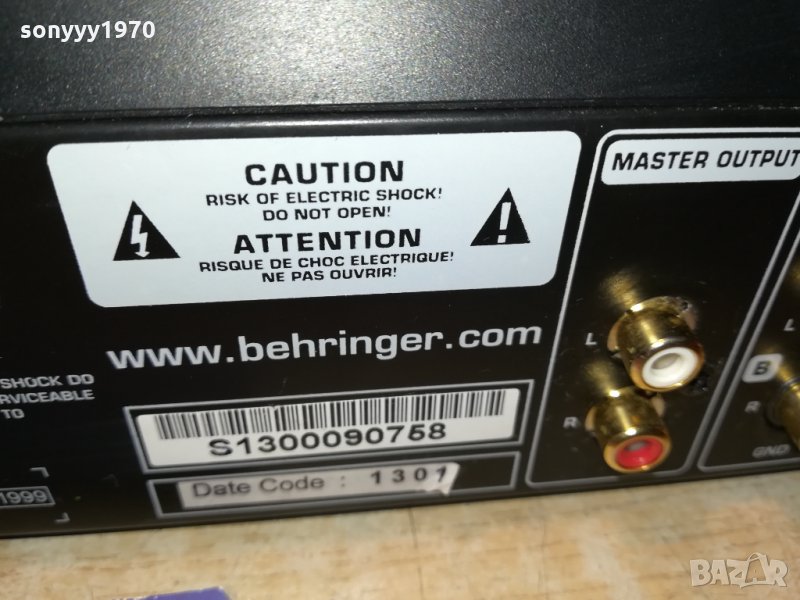 sonyyy1970
CAUTION
RISK OF ELECTRIC SHOCK!
DO NOT OPEN!
ATTENTION
RISQUE DE CHOC ELECTRIQUE!
NE PAS OUVRIR!
www.behringer.com
SHOCK DO
RVICEABLE
TO
1999
S1300090758
Date Code : 1301
MASTER OUTPUT
L
R
L
B
R
GND
BAZAR